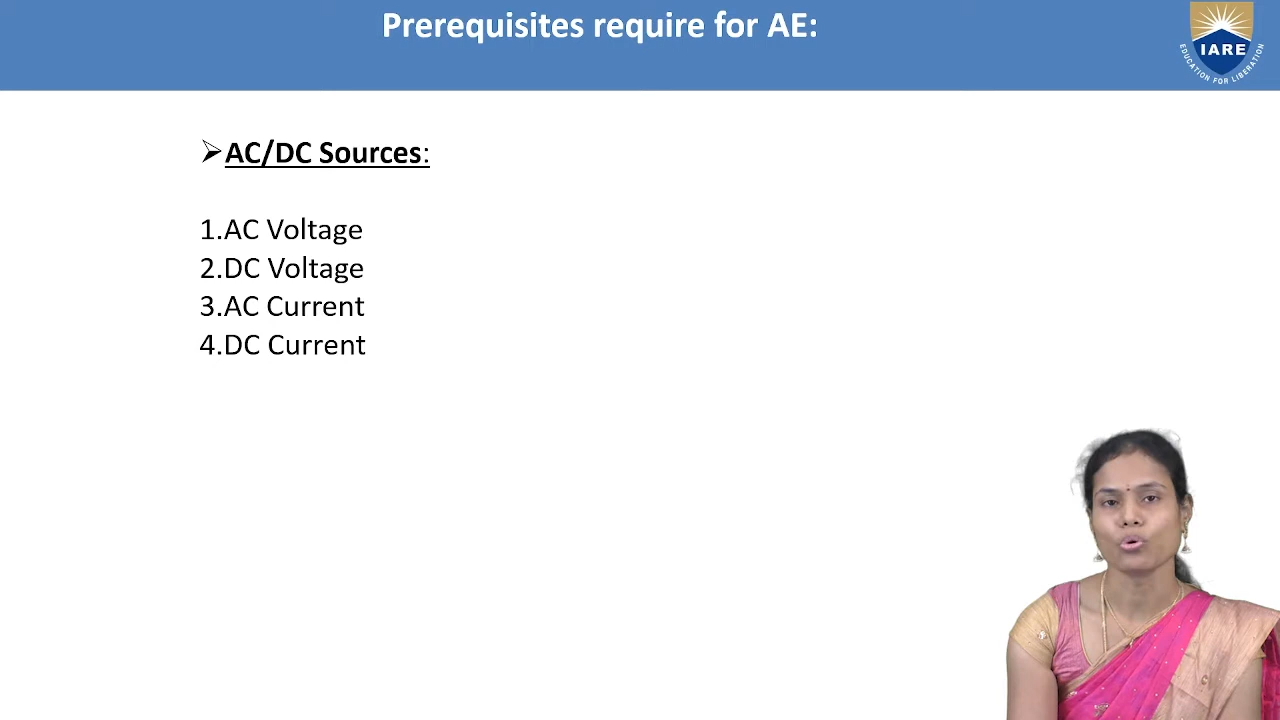 Prerequisites require for AE:
IARE
EDUCATION FOR LIBERATION
➢AC/DC Sources:
1.AC Voltage
2.DC Voltage
3.AC Current
4.DC Current